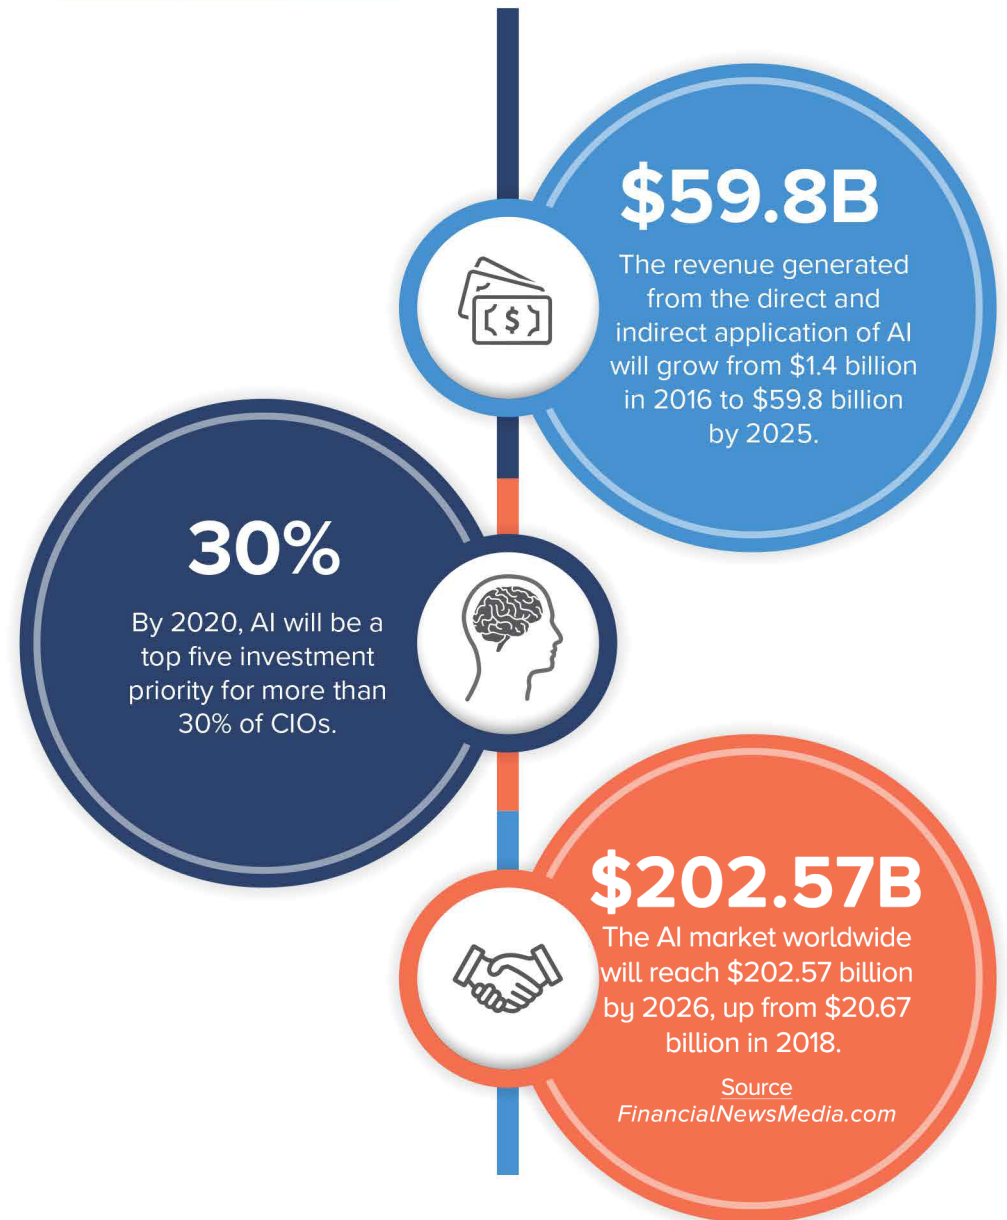 $59.8B
The revenue generated
from the direct and
indirect application of AI
will grow from $1.4 billion
in 2016 to $59.8 billion
by 2025.
30%
By 2020, AI will be a
top five investment
priority for more than
30% of CIOs.
$202.57B
The AI market worldwide
will reach $202.57 billion
by 2026, up from $20.67
billion in 2018.
Source
FinancialNewsMedia.com